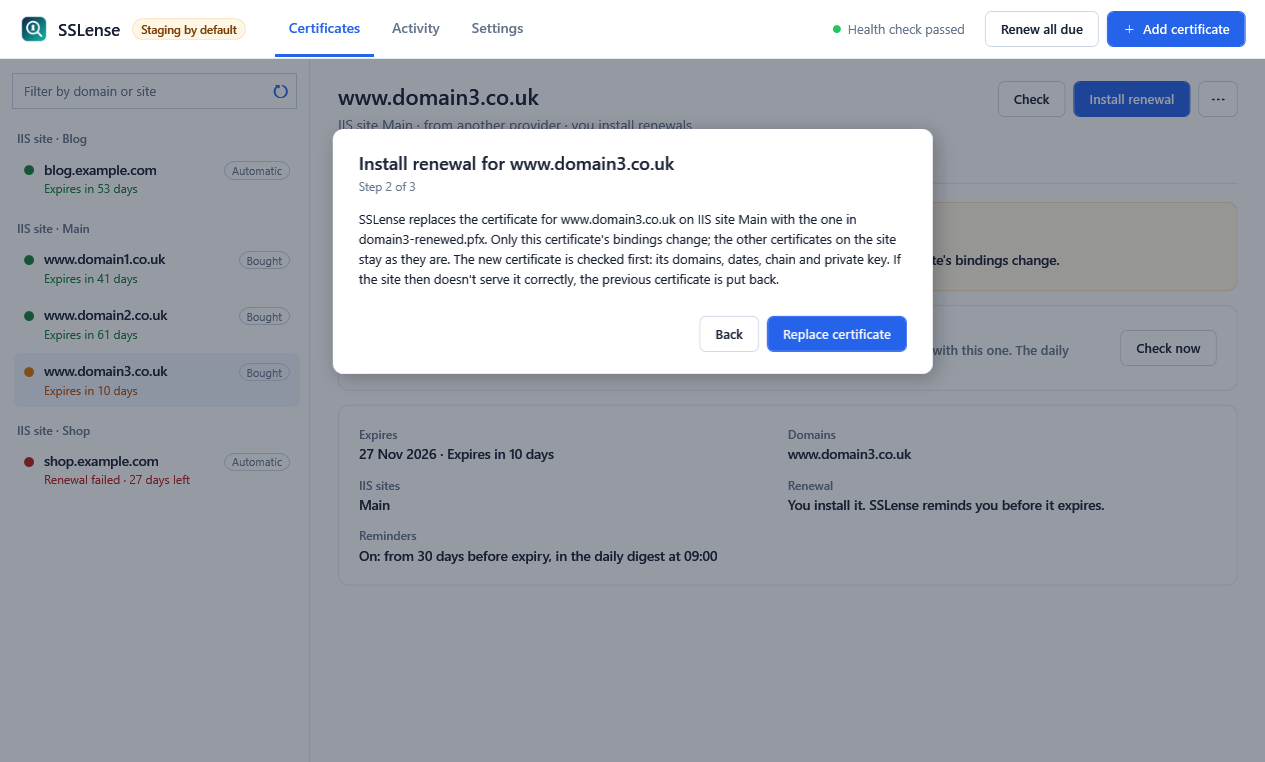 SSLense
Staging by default
Certificates
Activity
Settings
Health check passed
Renew all due
+ Add certificate
Filter by domain or site
IIS site · Blog
blog.example.com
Automatic
Expires in 53 days
IIS site · Main
www.domain1.co.uk
Bought
Expires in 41 days
www.domain2.co.uk
Bought
Expires in 61 days
www.domain3.co.uk
Bought
Expires in 10 days
IIS site · Shop
shop.example.com
Automatic
Renewal failed · 27 days left
www.domain3.co.uk
IIS site Main · from another provider · you install renewals
Check
Install renewal
···
Install renewal for www.domain3.co.uk
Step 2 of 3
SSLense replaces the certificate for www.domain3.co.uk on IIS site Main with the one in
domain3-renewed.pfx. Only this certificate's bindings change; the other certificates on the site
stay as they are. The new certificate is checked first: its domains, dates, chain and private key. If
the site then doesn't serve it correctly, the previous certificate is put back.
Back
Replace certificate
bindings change.
with this one. The daily
Check now
Expires
27 Nov 2026 · Expires in 10 days
Domains
www.domain3.co.uk
IIS sites
Main
Renewal
You install it. SSLense reminds you before it expires.
Reminders
On: from 30 days before expiry, in the daily digest at 09:00